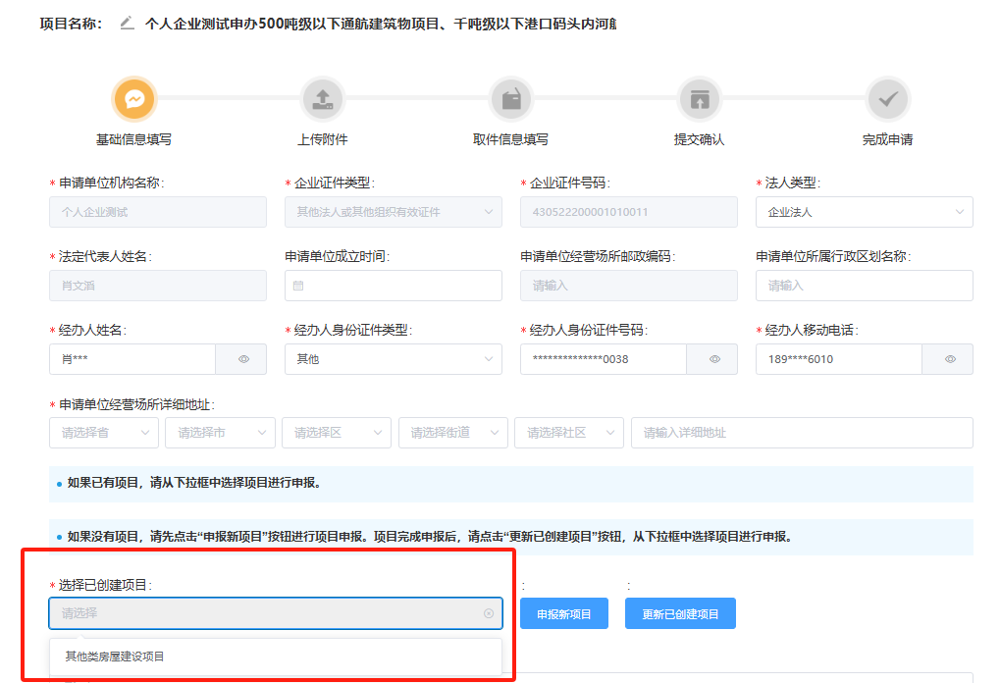 项目名称： 个人企业测试申办500吨级以下通航建筑物项目、千吨级以下港口码头内河航
基础信息填写 上传附件 取件信息填写 提交确认 完成申请
* 申请单位机构名称: * 企业证件类型: * 企业证件号码: * 法人类型:
个人企业测试 其他法人或其他组织有效证件 430522200001010011 企业法人
* 法定代表人姓名: 申请单位成立时间: 申请单位经营场所邮政编码: 申请单位所属行政区划名称:
肖文滔 请输入 请输入
* 经办人姓名: * 经办人身份证件类型: * 经办人身份证件号码: * 经办人移动电话:
肖*** 其他 **************0038 189****6010
* 申请单位经营场所详细地址:
请选择省 请选择市 请选择区 请选择街道 请选择社区 请输入详细地址
如果已有项目，请从下拉框中选择项目进行申报。
如果没有项目，请先点击“申报新项目”按钮进行项目申报。项目完成申报后，请点击“更新已创建项目”按钮，从下拉框中选择项目进行申报。
* 选择已创建项目: : :
请选择 申报新项目 更新已创建项目
其他类房屋建设项目